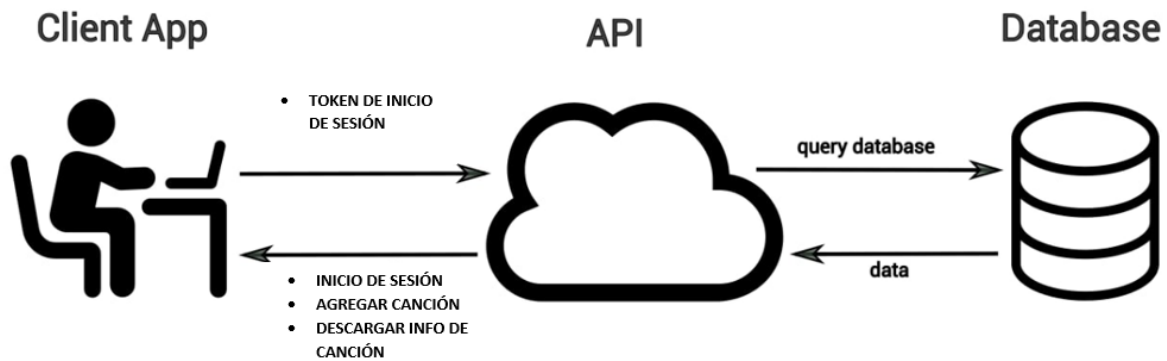 Client App
API
Database
• TOKEN DE INICIO
DE SESIÓN
query database
data
• INICIO DE SESIÓN
• AGREGAR CANCIÓN
• DESCARGAR INFO DE
CANCIÓN